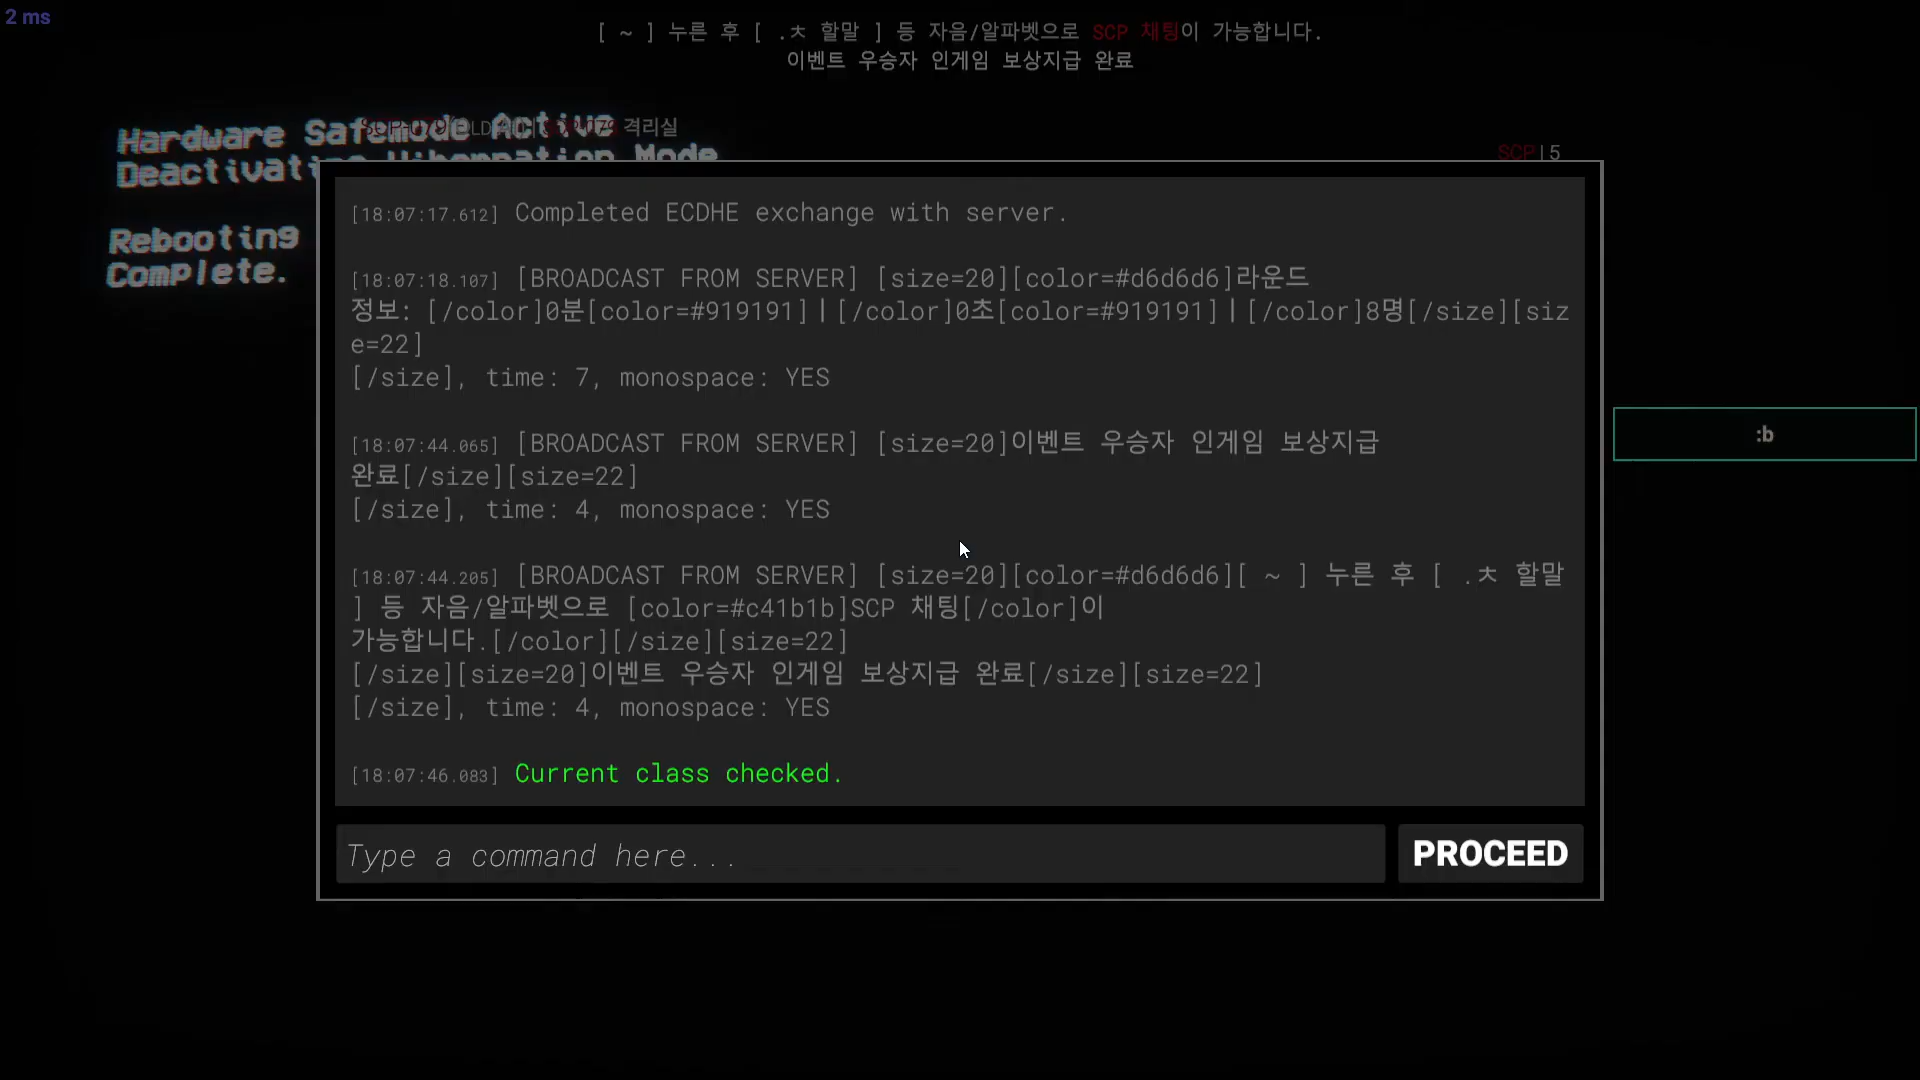 2 ms
[ ~ ] 누른 후 [ .ㅊ 할말 ] 등 자음/알파벳으로 SCP 채팅이 가능합니다.
이벤트 우승자 인게임 보상지급 완료
Hardware Safemode Active
격리실
Deactivating Hibernation Mode
SCP | 5
Rebooting
Complete.
[18:07:17.612] Completed ECDHE exchange with server.
[18:07:18.107] [BROADCAST FROM SERVER] [size=20][color=#d6d6d6]라운드
정보: [/color]0분[color=#919191]|[/color]0초[color=#919191]|[/color]8명[/size][siz
e=22]
[/size], time: 7, monospace: YES
[18:07:44.065] [BROADCAST FROM SERVER] [size=20]이벤트 우승자 인게임 보상지급
완료[/size][size=22]
[/size], time: 4, monospace: YES
[18:07:44.205] [BROADCAST FROM SERVER] [size=20][color=#d6d6d6][ ~ ] 누른 후 [ .ㅊ 할말
] 등 자음/알파벳으로 [color=#c41b1b]SCP 채팅[/color]이
가능합니다.[/color][/size][size=22]
[/size][size=20]이벤트 우승자 인게임 보상지급 완료[/size][size=22]
[/size], time: 4, monospace: YES
[18:07:46.083] Current class checked.
:b
Type a command here...
PROCEED